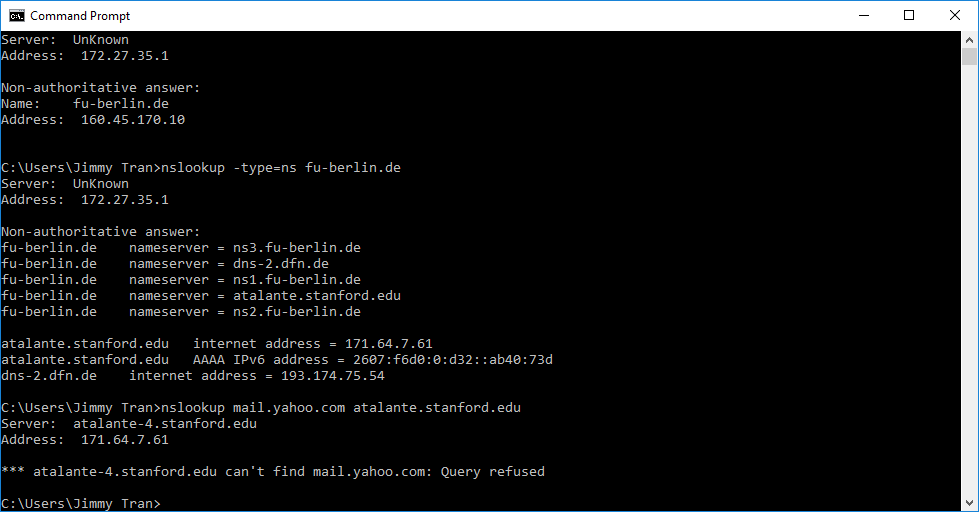 Command Prompt
Server:  UnKnown
Address:  172.27.35.1
Non-authoritative answer:
Name:    fu-berlin.de
Address:  160.45.170.10
C:\Users\Jimmy Tran>nslookup -type=ns fu-berlin.de
Server:  UnKnown
Address:  172.27.35.1
Non-authoritative answer:
fu-berlin.de    nameserver = ns3.fu-berlin.de
fu-berlin.de    nameserver = dns-2.dfn.de
fu-berlin.de    nameserver = ns1.fu-berlin.de
fu-berlin.de    nameserver = atalante.stanford.edu
fu-berlin.de    nameserver = ns2.fu-berlin.de
atalante.stanford.edu   internet address = 171.64.7.61
atalante.stanford.edu   AAAA IPv6 address = 2607:f6d0:0:d32::ab40:73d
dns-2.dfn.de    internet address = 193.174.75.54
C:\Users\Jimmy Tran>nslookup mail.yahoo.com atalante.stanford.edu
Server:  atalante-4.stanford.edu
Address:  171.64.7.61
*** atalante-4.stanford.edu can't find mail.yahoo.com: Query refused
C:\Users\Jimmy Tran>